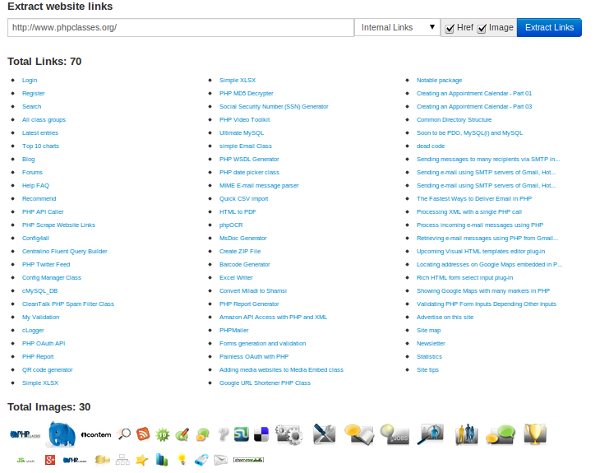 Extract website links
http://www.phpclasses.org/
Internal Links
Href
Image
Extract Links
Total Links: 70
Login
Register
Search
All class groups
Latest entries
Top 10 charts
Blog
Forums
Help FAQ
Recommend
PHP API Caller
PHP Scrape Website Links
Config4all
Centralino Fluent Query Builder
PHP Twitter Feed
Config Manager Class
cMySQL_DB
CleanTalk PHP Spam Filter Class
My Validation
cLogger
PHP OAuth API
PHP Report
QR code generator
Simple XLSX
Simple XLSX
PHP MD5 Decrypter
Social Security Number (SSN) Generator
PHP Video Toolkit
Ultimate MySQL
simple Email Class
PHP WSDL Generator
PHP date picker class
MIME E-mail message parser
Quick CSV import
HTML to PDF
phpOCR
MsDoc Generator
Create ZIP File
Barcode Generator
Excel Writer
Convert Miladi to Shamsi
PHP Report Generator
Amazon API Access with PHP and XML
PHPMailer
Forms generation and validation
Painless OAuth with PHP
Adding media websites to Media Embed class
Google URL Shortener PHP Class
Notable package
Creating an Appointment Calendar - Part 01
Creating an Appointment Calendar - Part 03
Common Directory Structure
Soon to be PDO, MySQL(i) and MySQL
dead code
Sending messages to many recipients via SMTP in...
Sending e-mail using SMTP servers of Gmail, Hot...
Sending e-mail using SMTP servers of Gmail, Hot...
The Fastest Ways to Deliver Email in PHP
Processing XML with a single PHP call
Process incoming e-mail messages using PHP
Retrieving e-mail messages using PHP from Gmail...
Upcoming Visual HTML templates editor plug-in
Locating addresses on Google Maps embedded in P...
Rich HTML form select input plug-in
Showing Google Maps with many markers in PHP
Validating PHP Form Inputs Depending Other Inputs
Advertise on this site
Site map
Newsletter
Statistics
Site tips
Total Images: 30